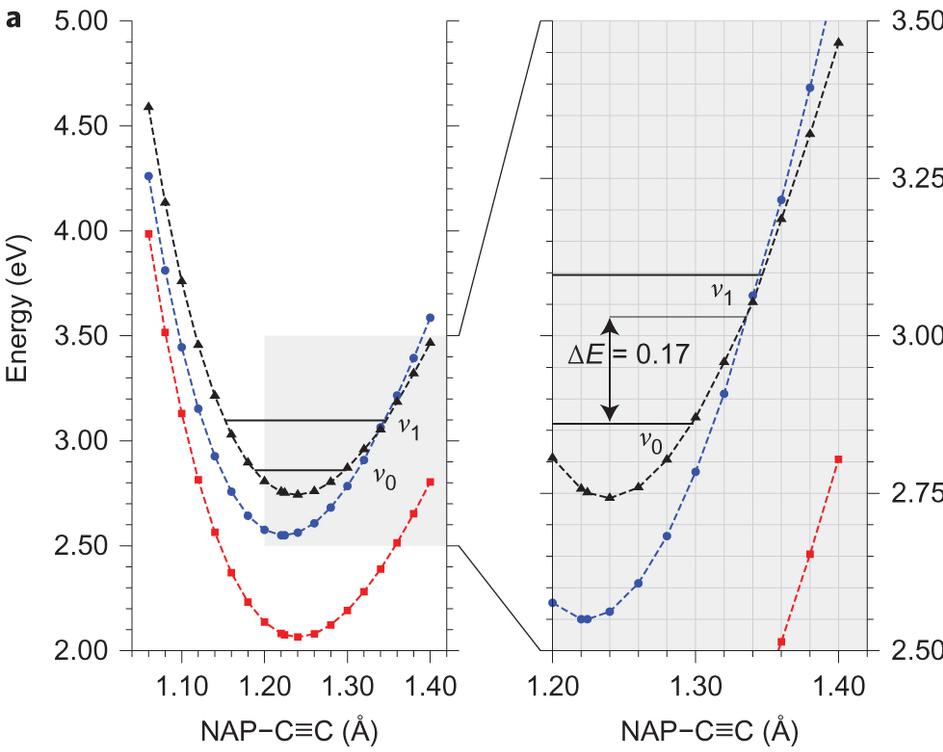 a
5.00
4.50
4.00
3.50
3.00
2.50
2.00
Energy (eV)
1.10 1.20 1.30 1.40
NAP−C≡C (Å)
ν1
ν0
3.50
3.25
3.00
2.75
2.50
ν1
ΔE = 0.17
ν0
1.20 1.30 1.40
NAP−C≡C (Å)